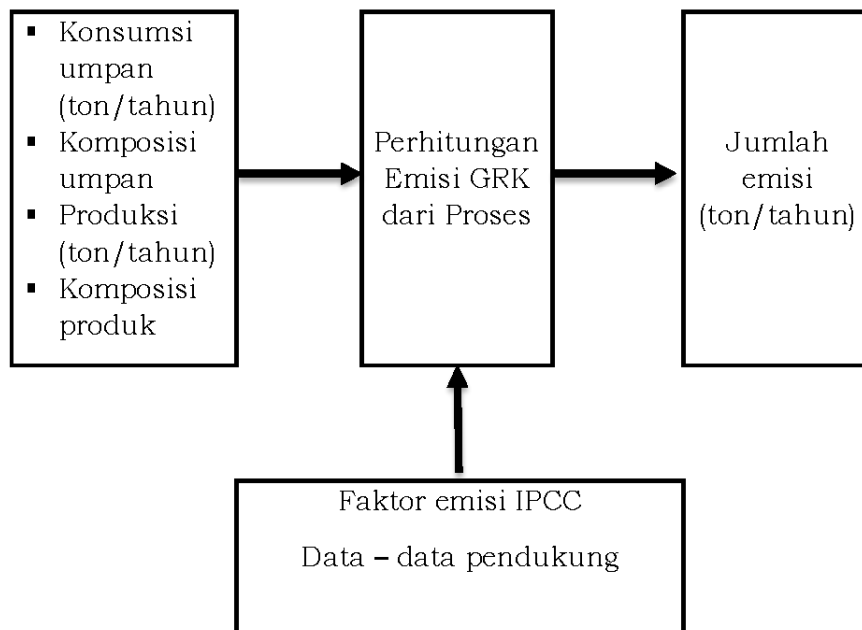 ▪ Konsumsi
umpan
(ton/tahun)
▪ Komposisi
umpan
▪ Produksi
(ton/tahun)
▪ Komposisi
produk
Perhitungan
Emisi GRK
dari Proses
Jumlah
emisi
(ton/tahun)
Faktor emisi IPCC
Data – data pendukung